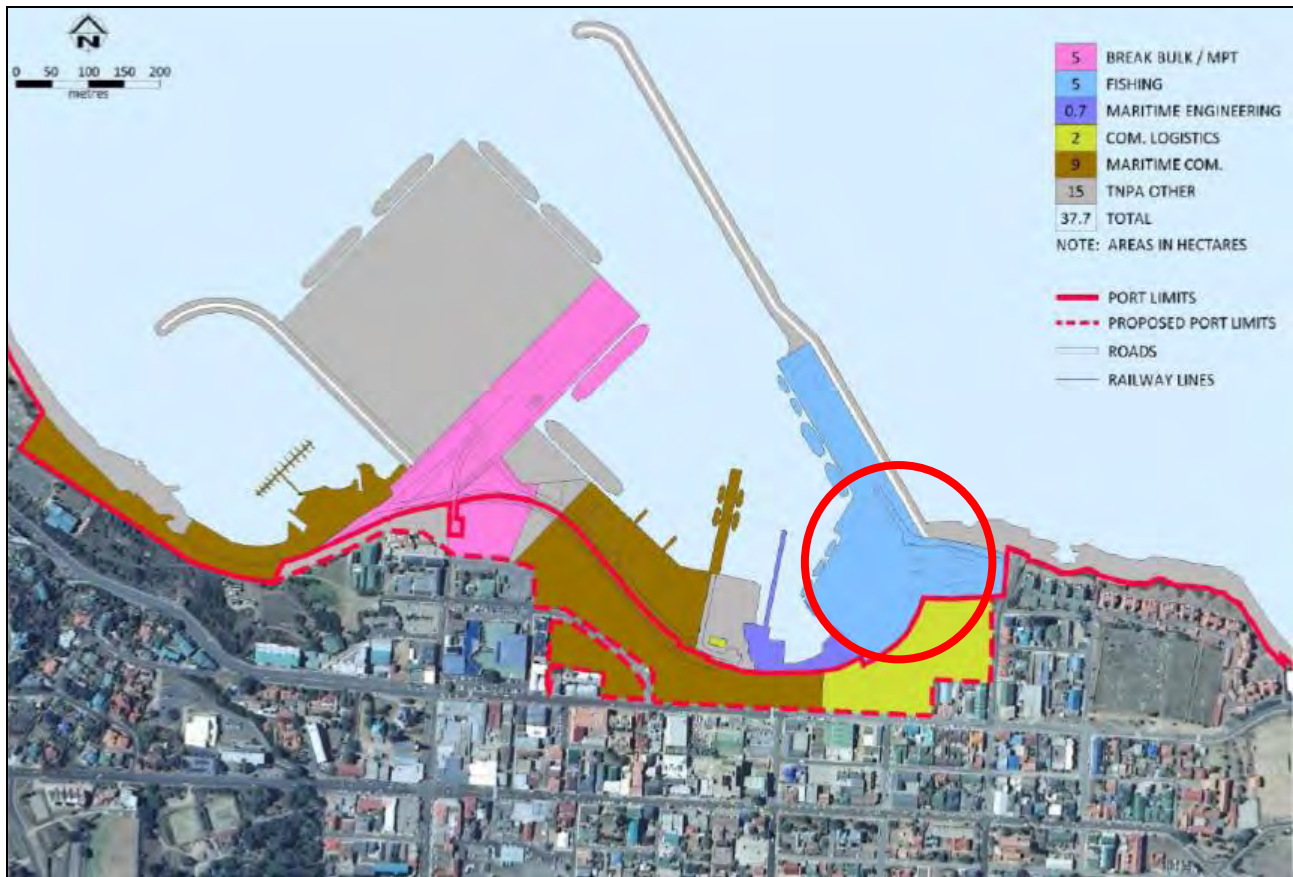 N
0 50 100 150 200
metres
5 BREAK BULK / MPT
5 FISHING
0.7 MARITIME ENGINEERING
2 COM. LOGISTICS
9 MARITIME COM.
15 TNPA OTHER
37.7 TOTAL
NOTE: AREAS IN HECTARES
PORT LIMITS
PROPOSED PORT LIMITS
ROADS
RAILWAY LINES